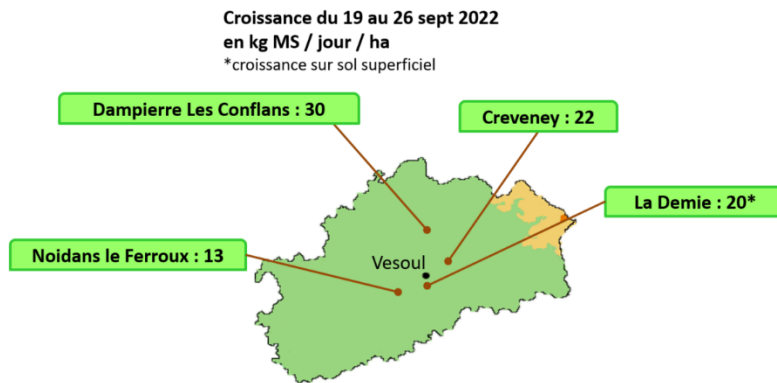 Croissance du 19 au 26 sept 2022
en kg MS / jour / ha
*croissance sur sol superficiel
Dampierre Les Conflans : 30
Creveney : 22
La Demie : 20*
Noidans le Ferroux : 13
Vesoul